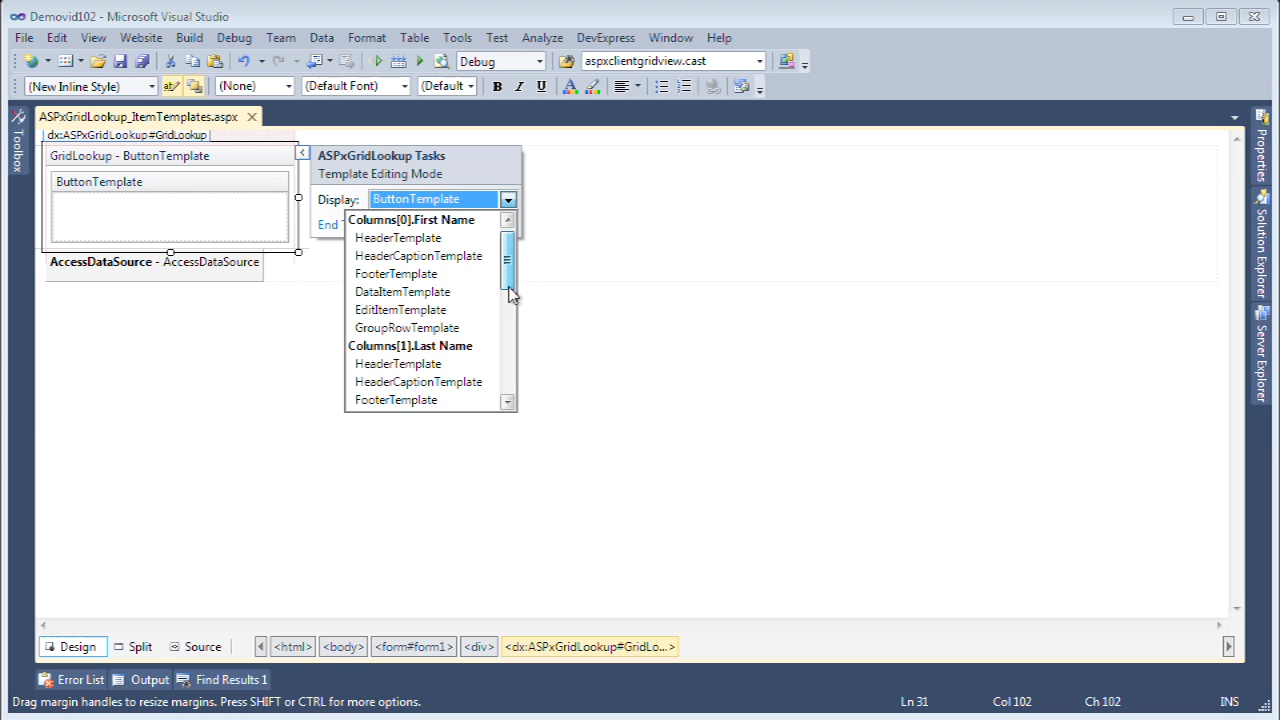 Demovid102 - Microsoft Visual Studio
File Edit View Website Build Debug Team Data Format Table Tools Test Analyze DevExpress Window Help
Debug aspxclientgridview.cast
(New Inline Style) (None) (Default Font) (Default B I U
ASPxGridLookup_ItemTemplates.aspx
Toolbox
dx:ASPxGridLookup#GridLookup
GridLookup - ButtonTemplate
ButtonTemplate
AccessDataSource - AccessDataSource
ASPxGridLookup Tasks
Template Editing Mode
Display: ButtonTemplate
End
Columns[0].First Name
HeaderTemplate
HeaderCaptionTemplate
FooterTemplate
DataItemTemplate
EditItemTemplate
GroupRowTemplate
Columns[1].Last Name
HeaderTemplate
HeaderCaptionTemplate
FooterTemplate
Properties
Solution Explorer
Server Explorer
Design Split Source <html> <body> <form#form1> <div> <dx:ASPxGridLookup#GridLo...>
Error List Output Find Results 1
Drag margin handles to resize margins. Press SHIFT or CTRL for more options. Ln 31 Col 102 Ch 102 INS